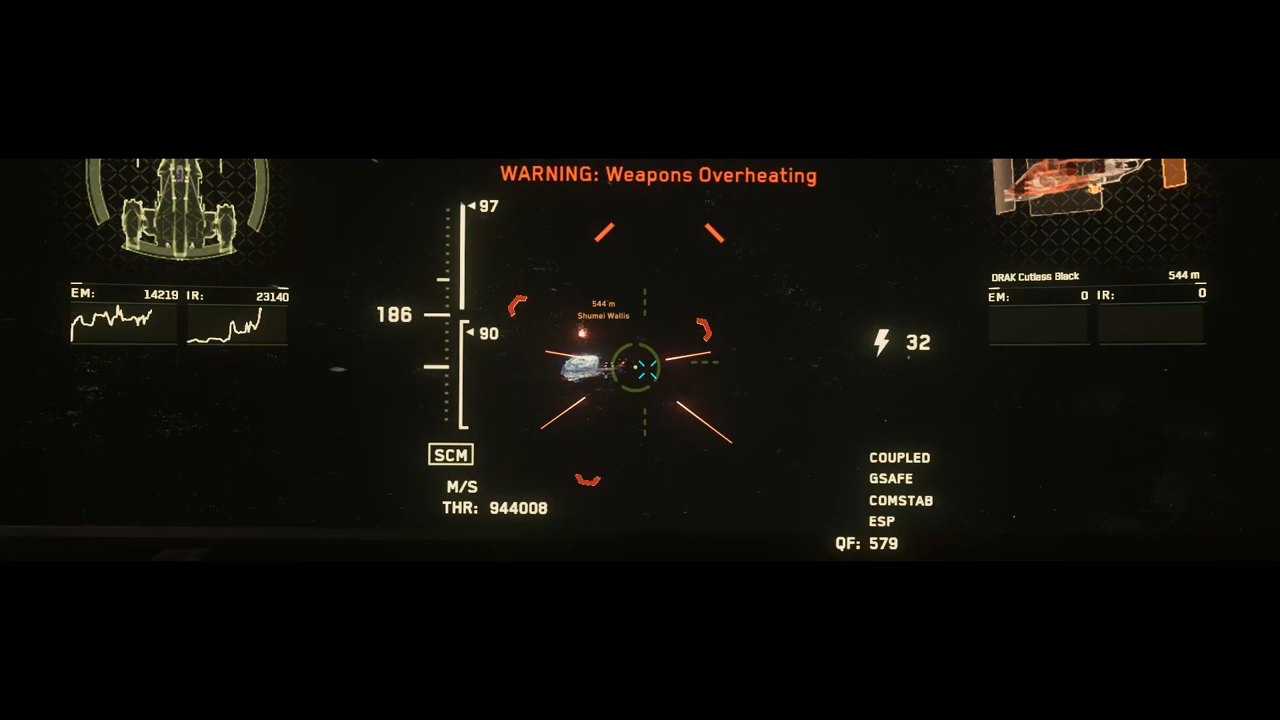 WARNING: Weapons Overheating
97
186
90
EM: 14219 IR: 23140
544 m
Shumei Wallis
32
DRAK Cutlass Black 544 m
EM: 0 IR: 0
SCM
M/S
THR: 944008
COUPLED
GSAFE
COMSTAB
ESP
QF: 579